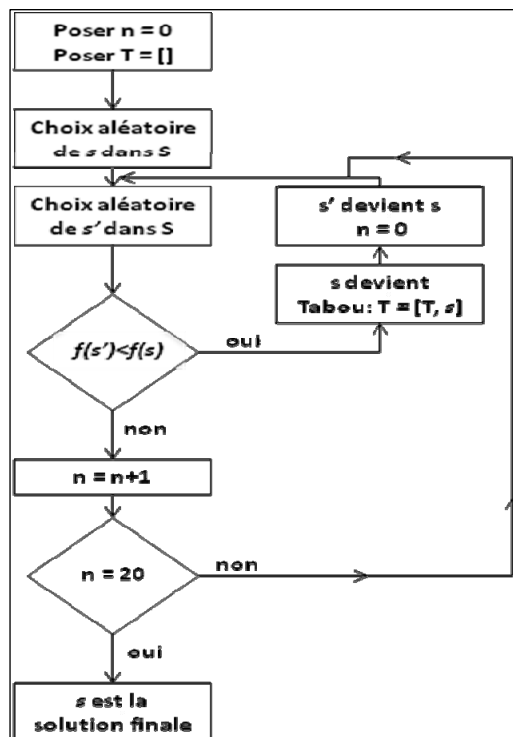 Poser n = 0
Poser T = []
Choix aléatoire
de s dans S
Choix aléatoire
de s' dans S
s' devient s
n = 0
s devient
Tabou: T = [T, s]
f(s')<f(s)
oui
non
n = n+1
n = 20
non
oui
s est la
solution finale